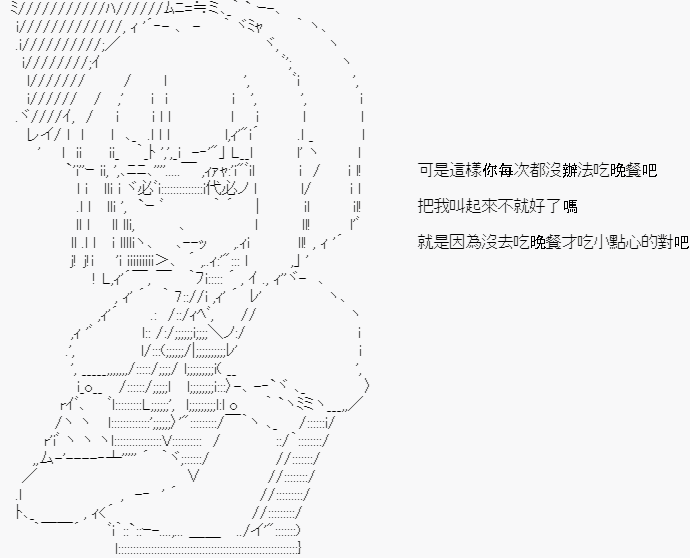 可是這樣你每次都沒辦法吃晚餐吧
把我叫起來不就好了嗎
就是因為沒去吃晚餐才吃小點心的對吧